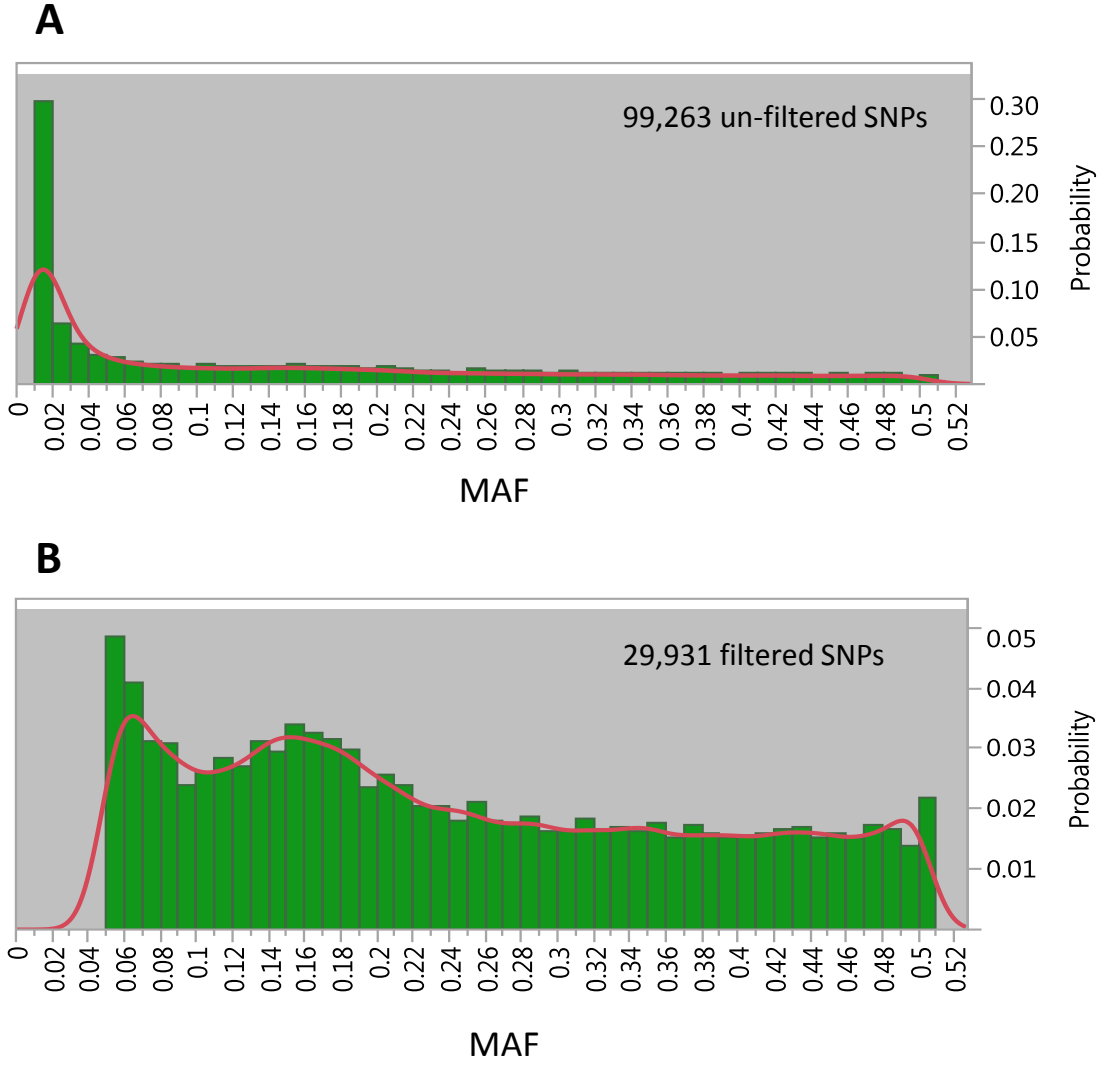 A
99,263 un-filtered SNPs
0.30
0.25
0.20
0.15
0.10
0.05
Probability
0 0.02 0.04 0.06 0.08 0.1 0.12 0.14 0.16 0.18 0.2 0.22 0.24 0.26 0.28 0.3 0.32 0.34 0.36 0.38 0.4 0.42 0.44 0.46 0.48 0.5 0.52
MAF
B
29,931 filtered SNPs
0.05
0.04
0.03
0.02
0.01
Probability
0 0.02 0.04 0.06 0.08 0.1 0.12 0.14 0.16 0.18 0.2 0.22 0.24 0.26 0.28 0.3 0.32 0.34 0.36 0.38 0.4 0.42 0.44 0.46 0.48 0.5 0.52
MAF